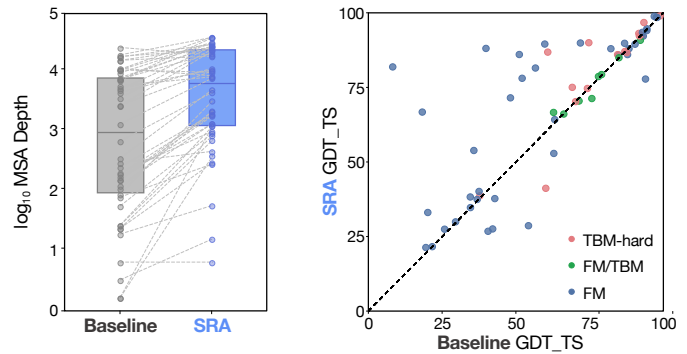 log10 MSA Depth
5
4
3
2
1
0
Baseline SRA
SRA GDT_TS
100
75
50
25
0
TBM-hard
FM/TBM
FM
0 25 50 75 100
Baseline GDT_TS